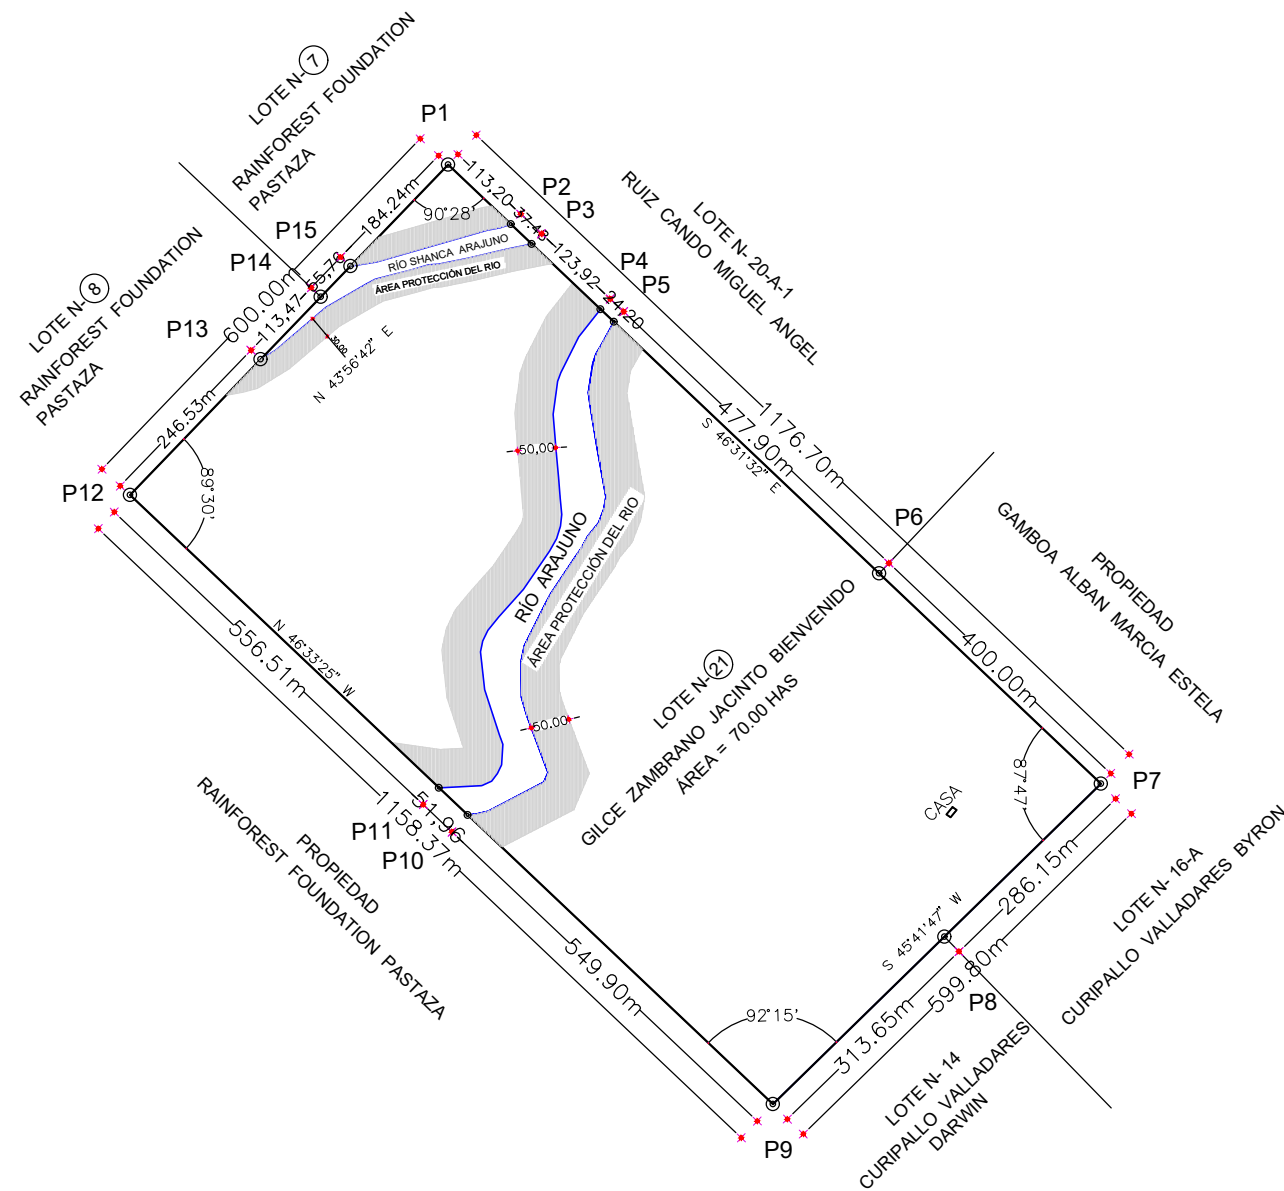 LOTE N- 7
RAINFOREST FOUNDATION
PASTAZA
P1
113,20
37.43
P2
P3
123,92
RUIZ CANDO MIGUEL ANGEL
LOTE N- 20-A-1
P4
P5
24,20
184.24m
90°28'
P15
P14
55,76
600.00m
113,47
P13
LOTE N- 8
RAINFOREST FOUNDATION
PASTAZA
RÍO SHANCA ARAJUNO
ÁREA PROTECCIÓN DEL RIO
N 43°56'42" E
246.53m
89°30'
P12
50,00
477.90m
1176.70m
S 46°31'32" E
P6
GAMBOA ALBAN MARCIA ESTELA
PROPIEDAD
RÍO ARAJUNO
ÁREA PROTECCIÓN DEL RIO
N 46°33'25" W
556.51m
50.00
LOTE N- 21
GILCE ZAMBRANO JACINTO BIENVENIDO
ÁREA = 70.00 HAS
400.00m
87°47'
P7
CASA
286.15m
LOTE N- 16-A
CURIPALLO VALLADARES BYRON
51,96
1158.37m
P11
P10
PROPIEDAD
RAINFOREST FOUNDATION PASTAZA
549.90m
S 45°41'47" W
599.80m
P8
92°15'
313.65m
LOTE N- 14
CURIPALLO VALLADARES
DARWIN
P9